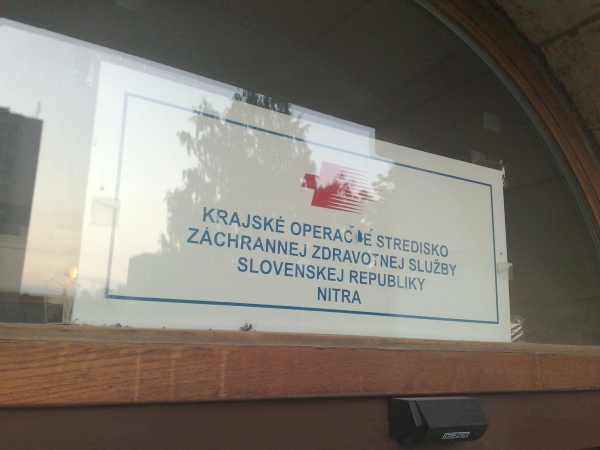 KRAJSKÉ OPERAČNÉ STREDISKO
ZÁCHRANNEJ ZDRAVOTNEJ SLUŽBY
SLOVENSKEJ REPUBLIKY
NITRA